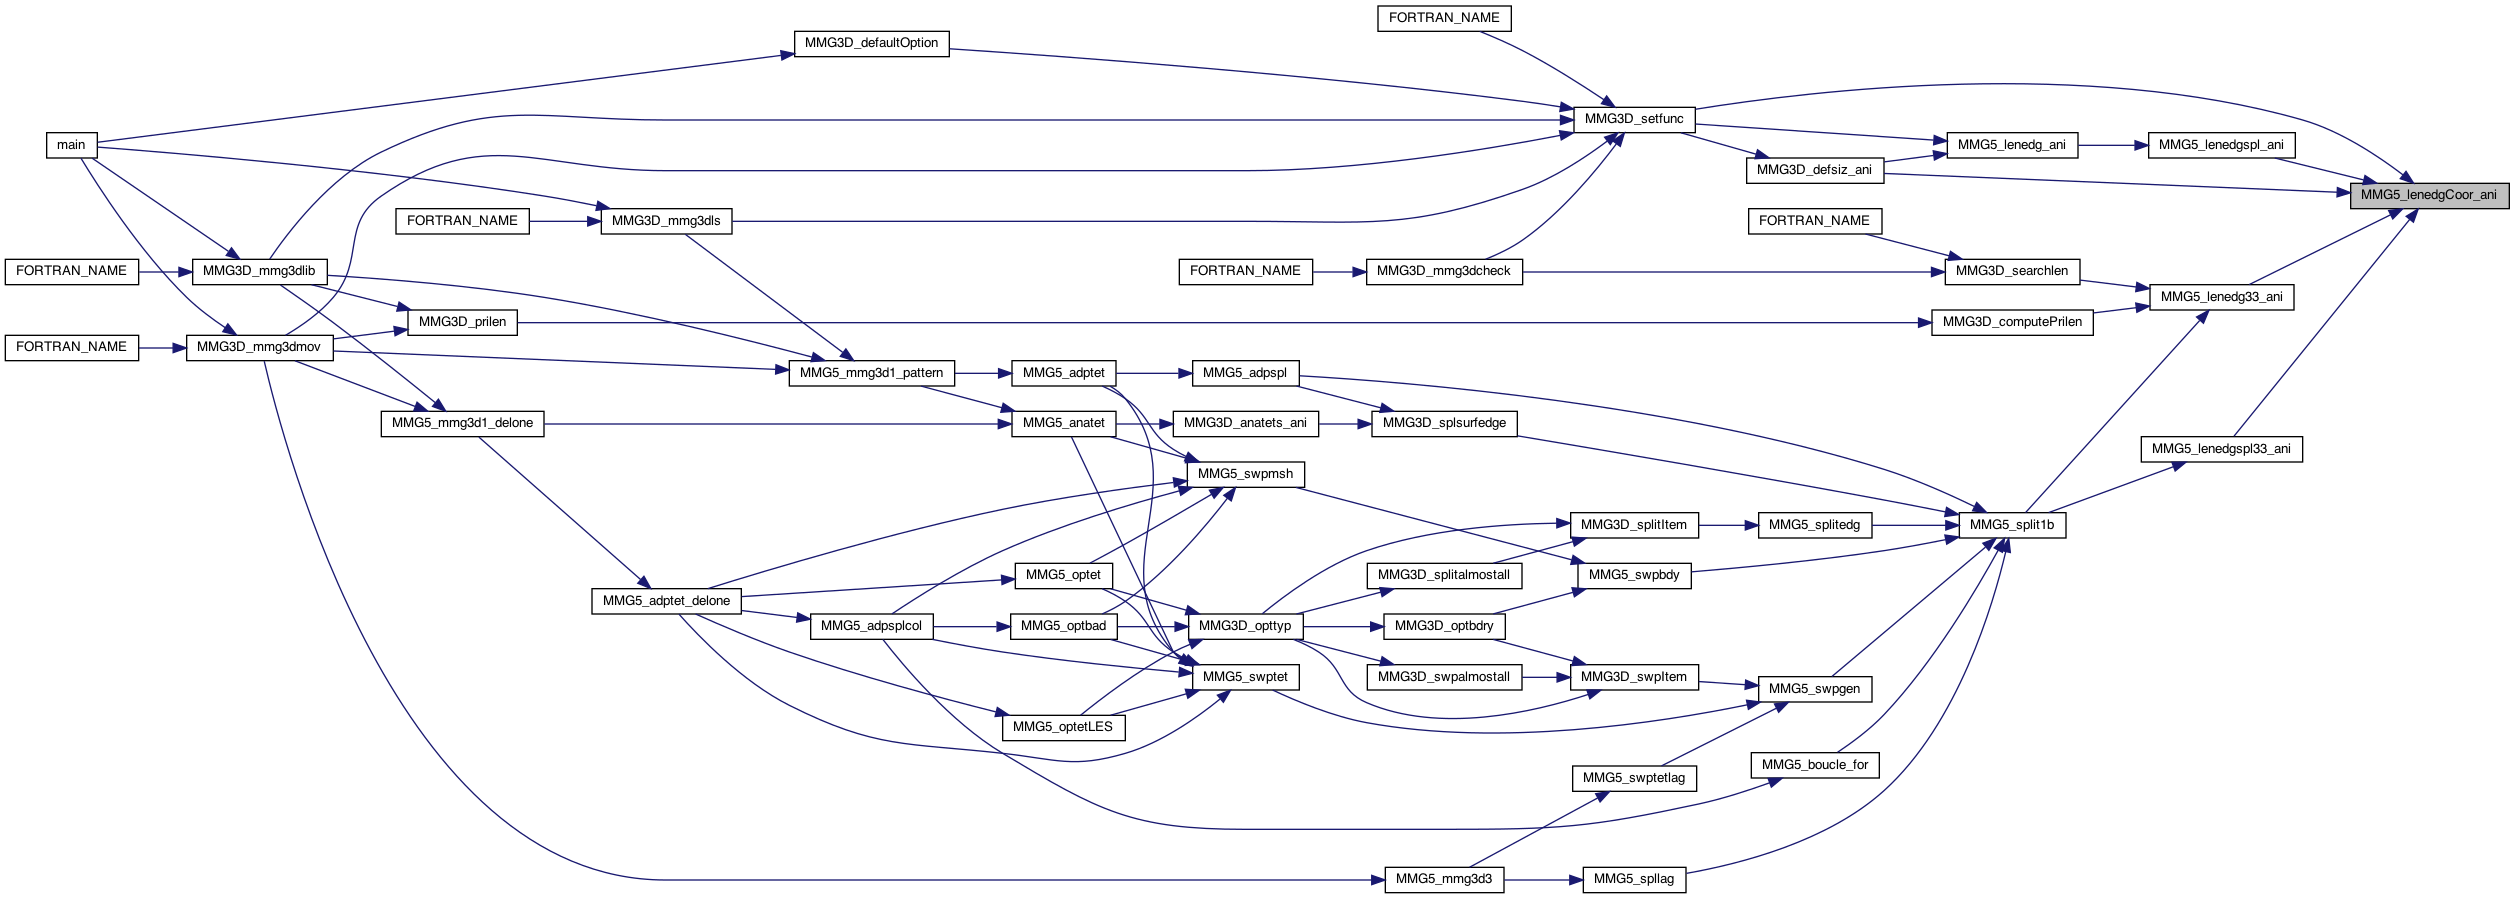 FORTRAN_NAME
MMG3D_defaultOption
MMG3D_setfunc
main
MMG5_lenedg_ani
MMG5_lenedgspl_ani
MMG3D_defsiz_ani
MMG5_lenedgCoor_ani
FORTRAN_NAME
MMG3D_mmg3dls
FORTRAN_NAME
FORTRAN_NAME
MMG3D_mmg3dlib
FORTRAN_NAME
MMG3D_mmg3dcheck
MMG3D_searchlen
MMG5_lenedg33_ani
MMG3D_prilen
MMG3D_computePrilen
FORTRAN_NAME
MMG3D_mmg3dmov
MMG5_mmg3d1_pattern
MMG5_adptet
MMG5_adpspl
MMG5_mmg3d1_delone
MMG5_anatet
MMG3D_anatets_ani
MMG3D_splsurfedge
MMG5_lenedgspl33_ani
MMG5_swpmsh
MMG3D_splitItem
MMG5_splitedg
MMG5_split1b
MMG5_optet
MMG3D_splitalmostall
MMG5_swpbdy
MMG5_adptet_delone
MMG5_adpsplcol
MMG5_optbad
MMG3D_opttyp
MMG3D_optbdry
MMG5_swptet
MMG3D_swpalmostall
MMG3D_swpItem
MMG5_swpgen
MMG5_optetLES
MMG5_boucle_for
MMG5_swptetlag
MMG5_mmg3d3
MMG5_spllag